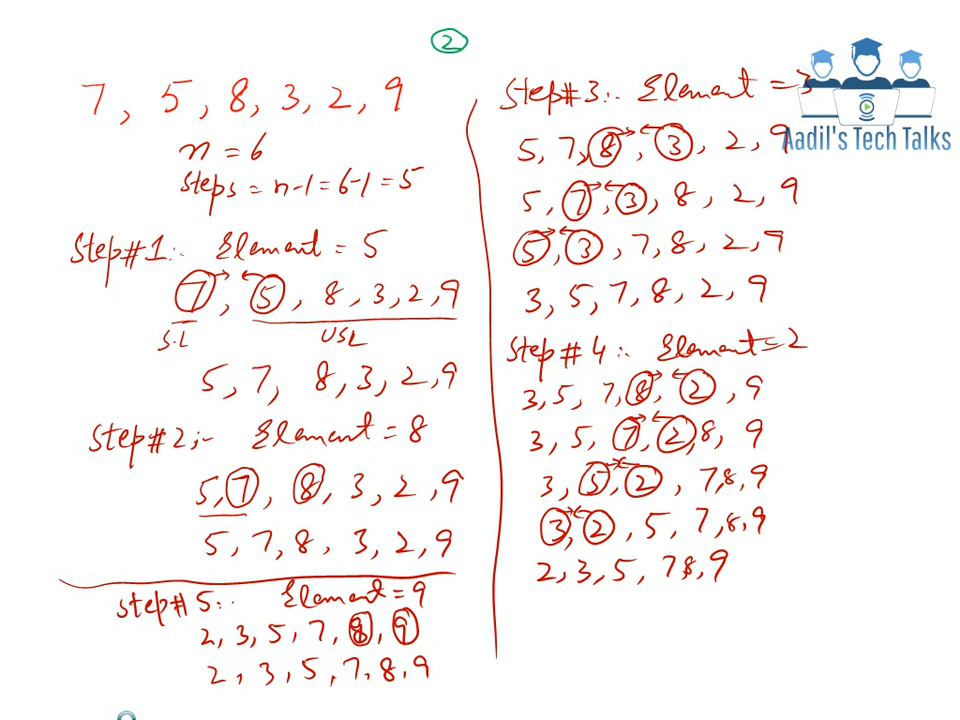 2
7, 5, 8, 3, 2, 9
n = 6
steps = n-1 = 6-1 = 5
Step#1:- Element = 5
7, 5, 8, 3, 2, 9
S.L USL
5, 7, 8, 3, 2, 9
Step#2:- Element = 8
5, 7, 8, 3, 2, 9
5, 7, 8, 3, 2, 9
Step#5:- Element = 9
2, 3, 5, 7, 8, 9
2, 3, 5, 7, 8, 9
Step#3:- Element = 3
5, 7, 8, 3, 2, 9
5, 7, 3, 8, 2, 9
5, 3, 7, 8, 2, 9
3, 5, 7, 8, 2, 9
Step#4:- Element = 2
3, 5, 7, 8, 2, 9
3, 5, 7, 2, 8, 9
3, 5, 2, 7, 8, 9
3, 2, 5, 7, 8, 9
2, 3, 5, 7 8, 9
Aadil's Tech Talks